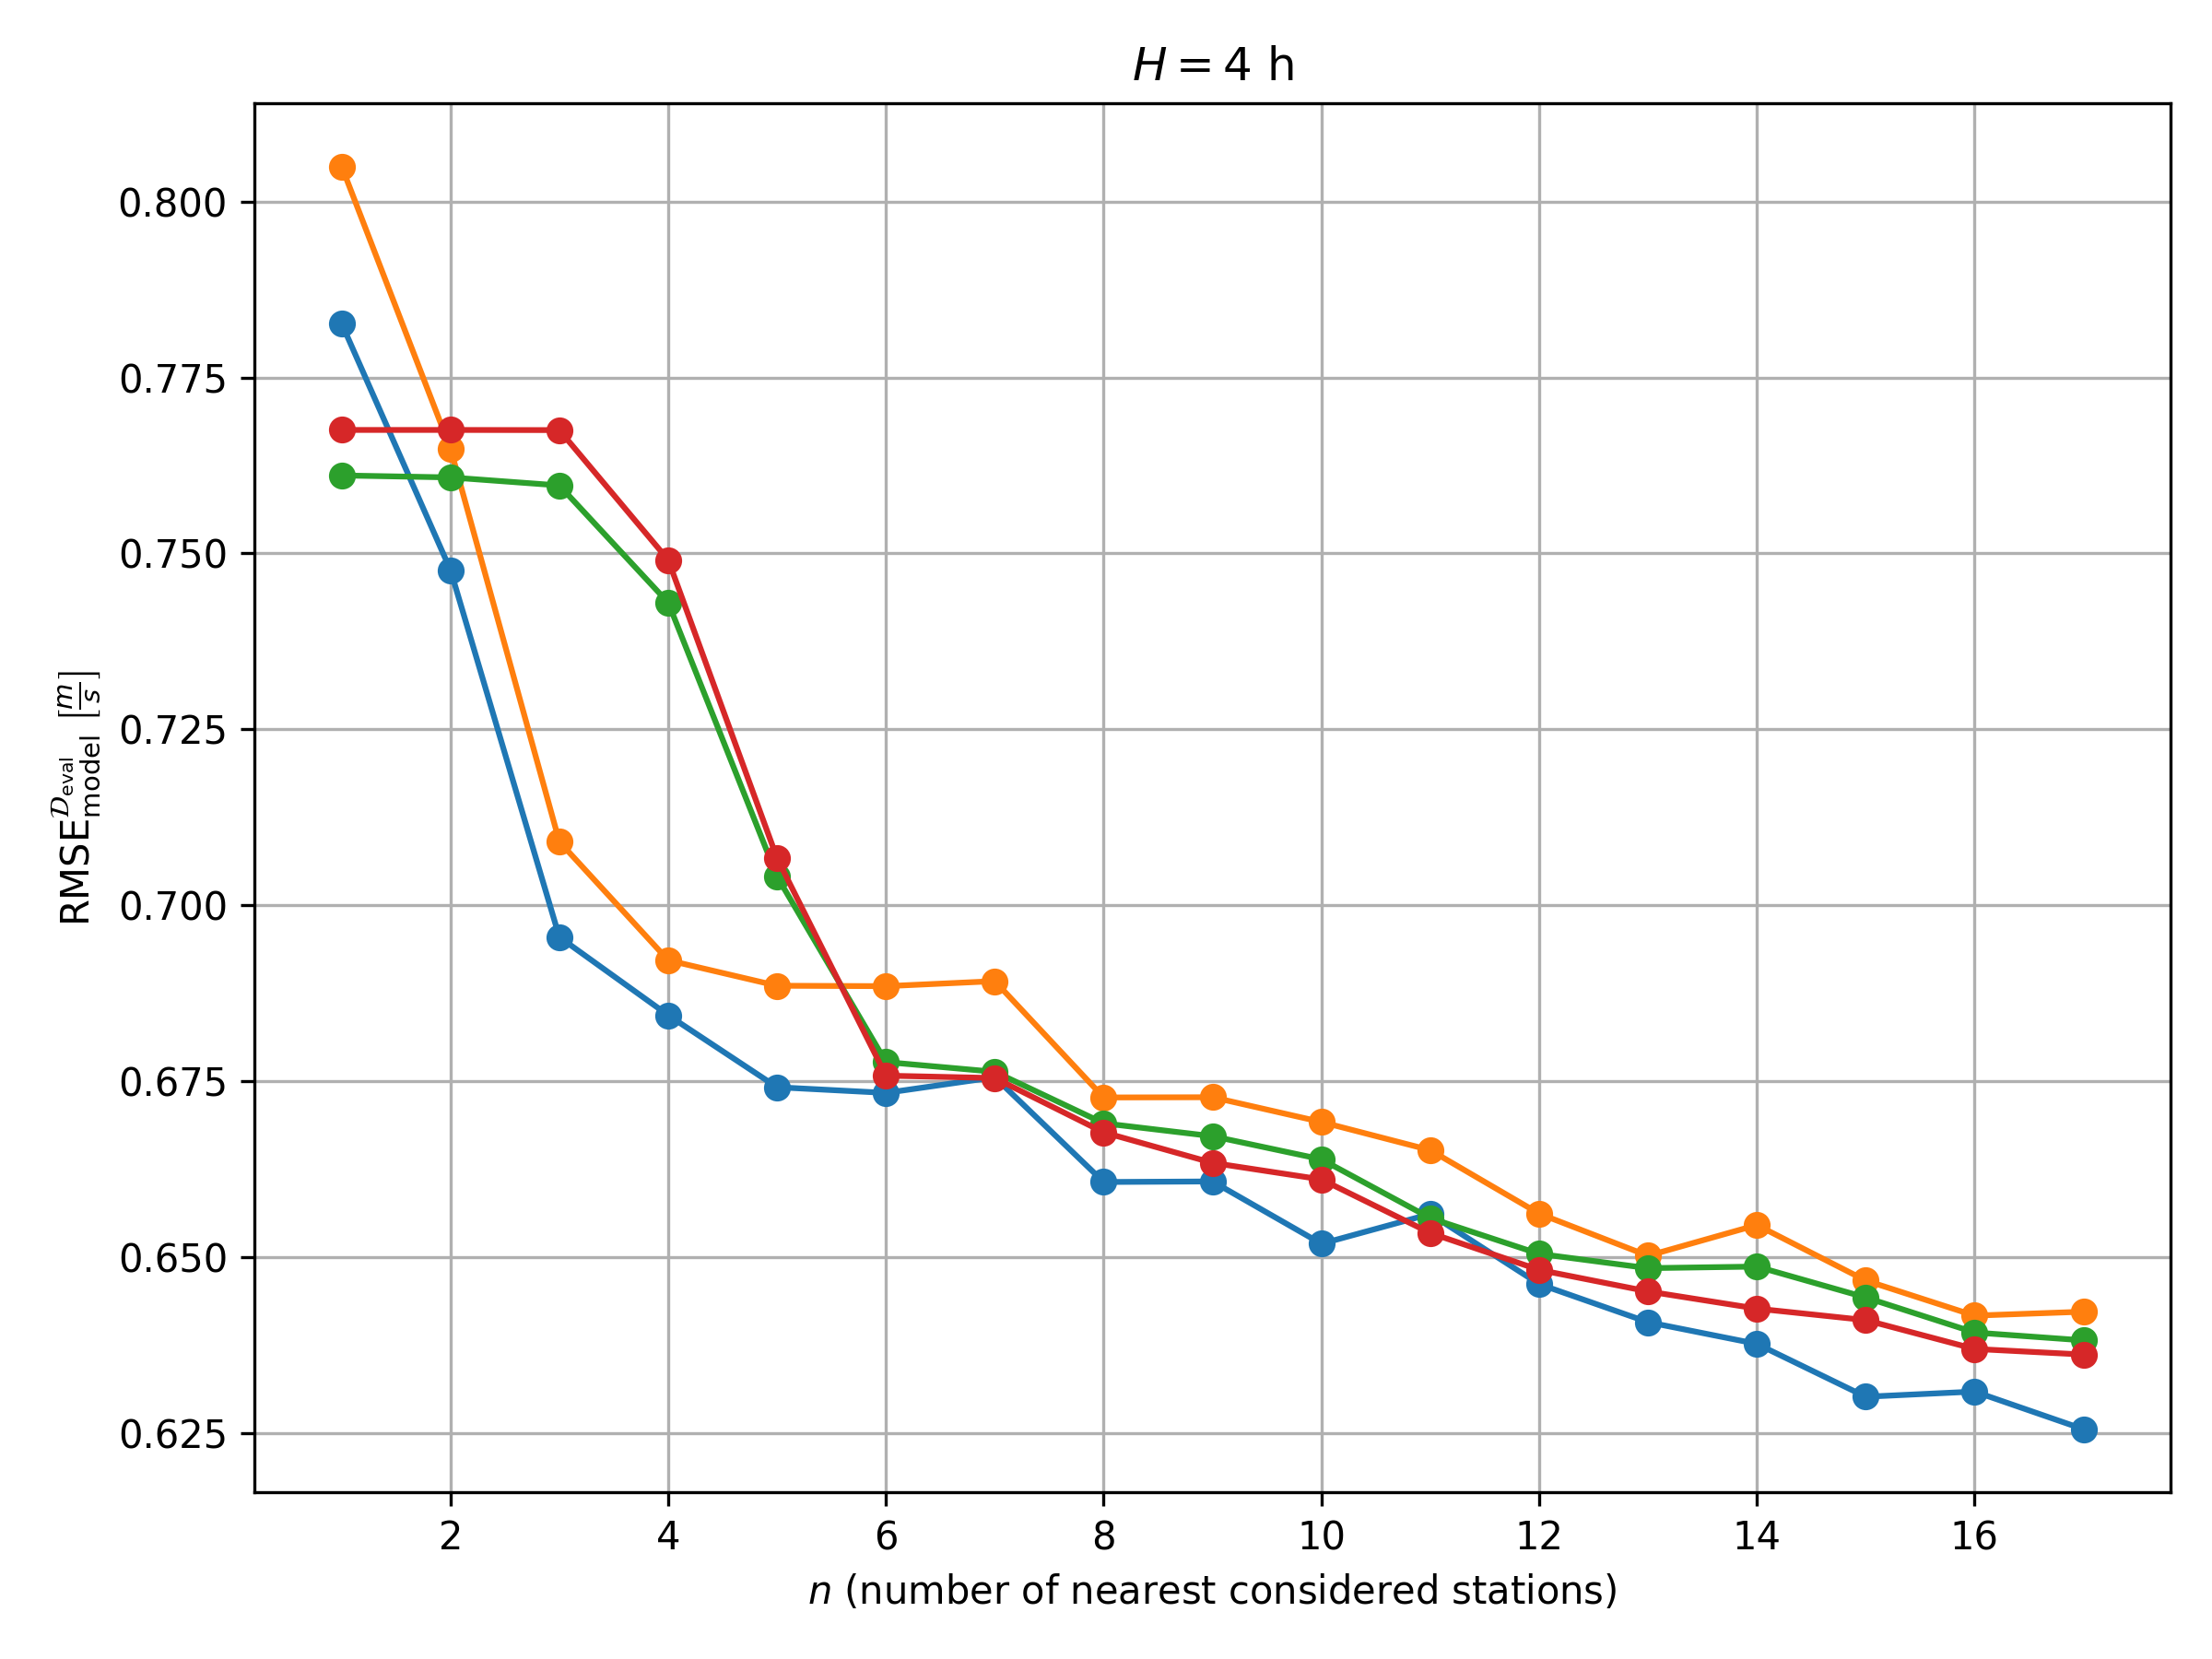 H = 4 h
0.800
0.775
0.750
0.725
0.700
0.675
0.650
0.625
RMSE^{𝒟_eval}_{model} [m/s]
2 4 6 8 10 12 14 16
n (number of nearest considered stations)